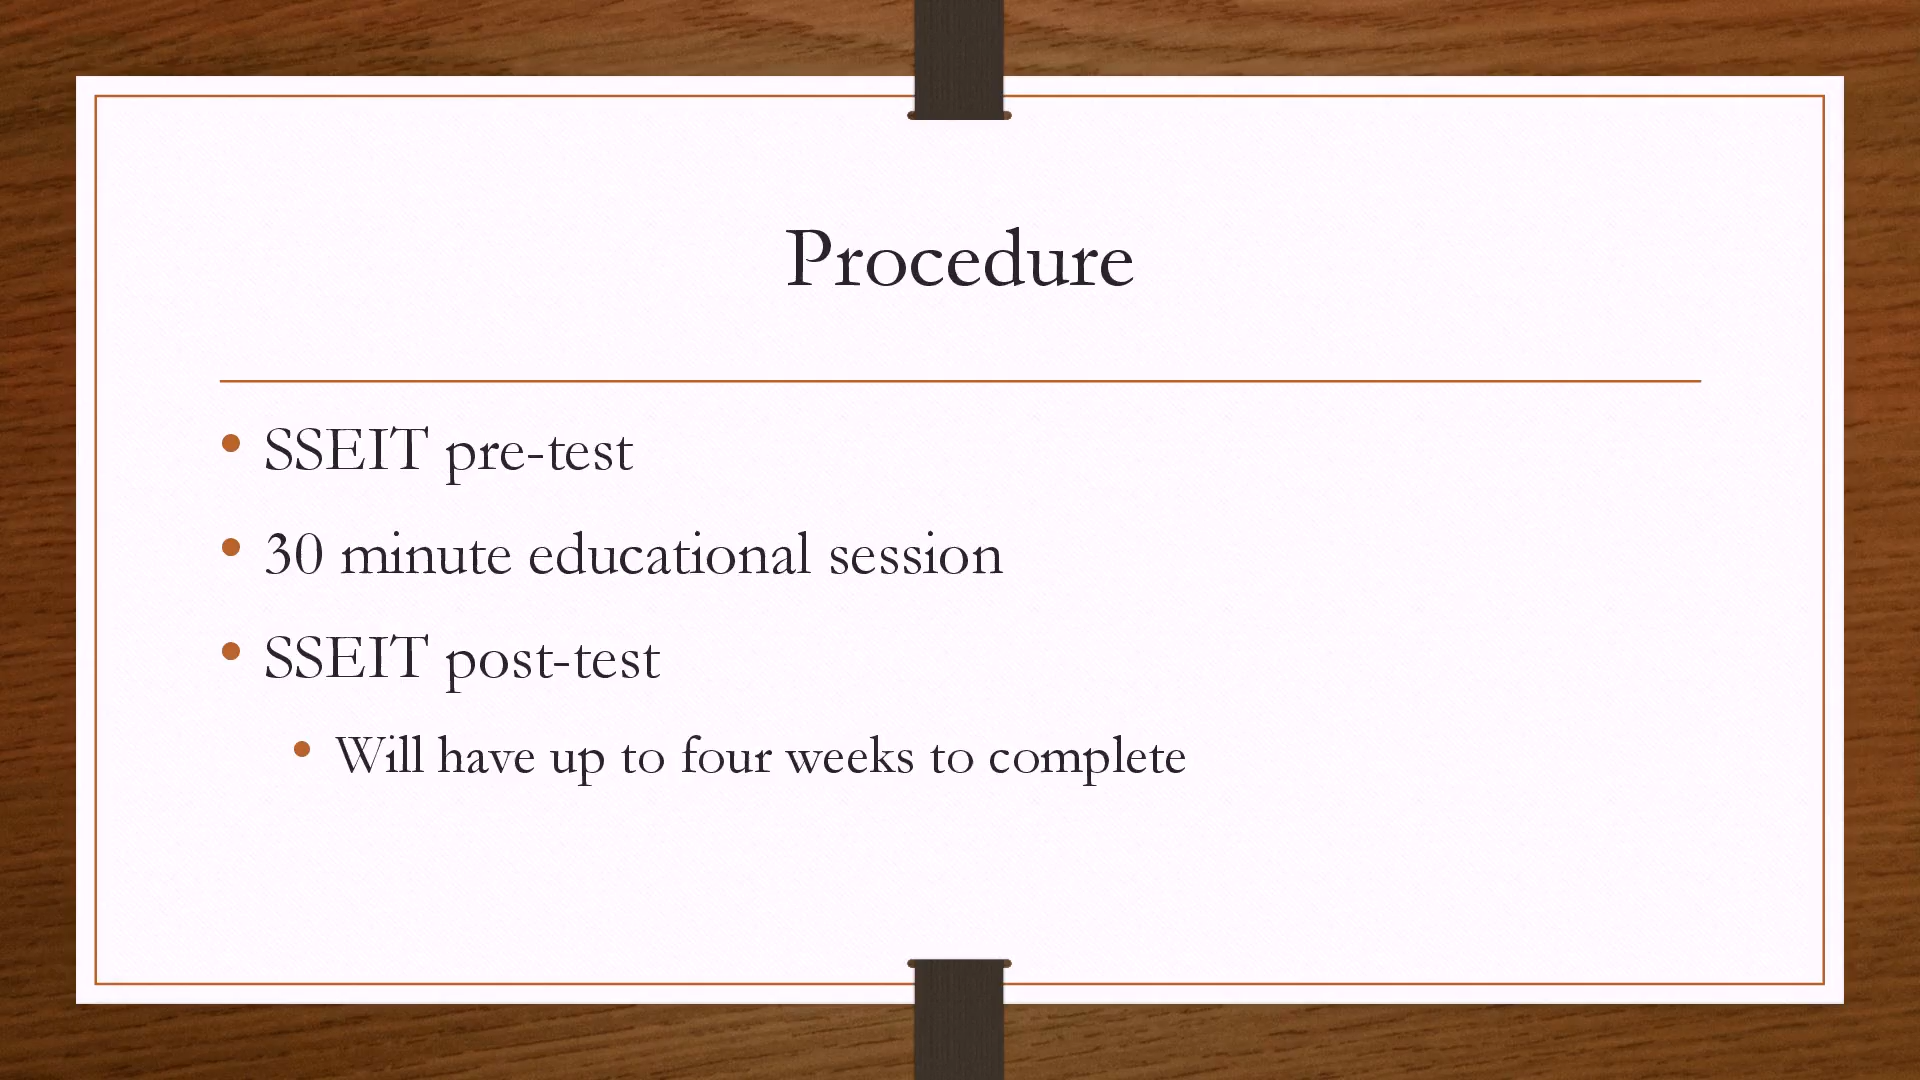 Procedure
• SSEIT pre-test
• 30 minute educational session
• SSEIT post-test
• Will have up to four weeks to complete